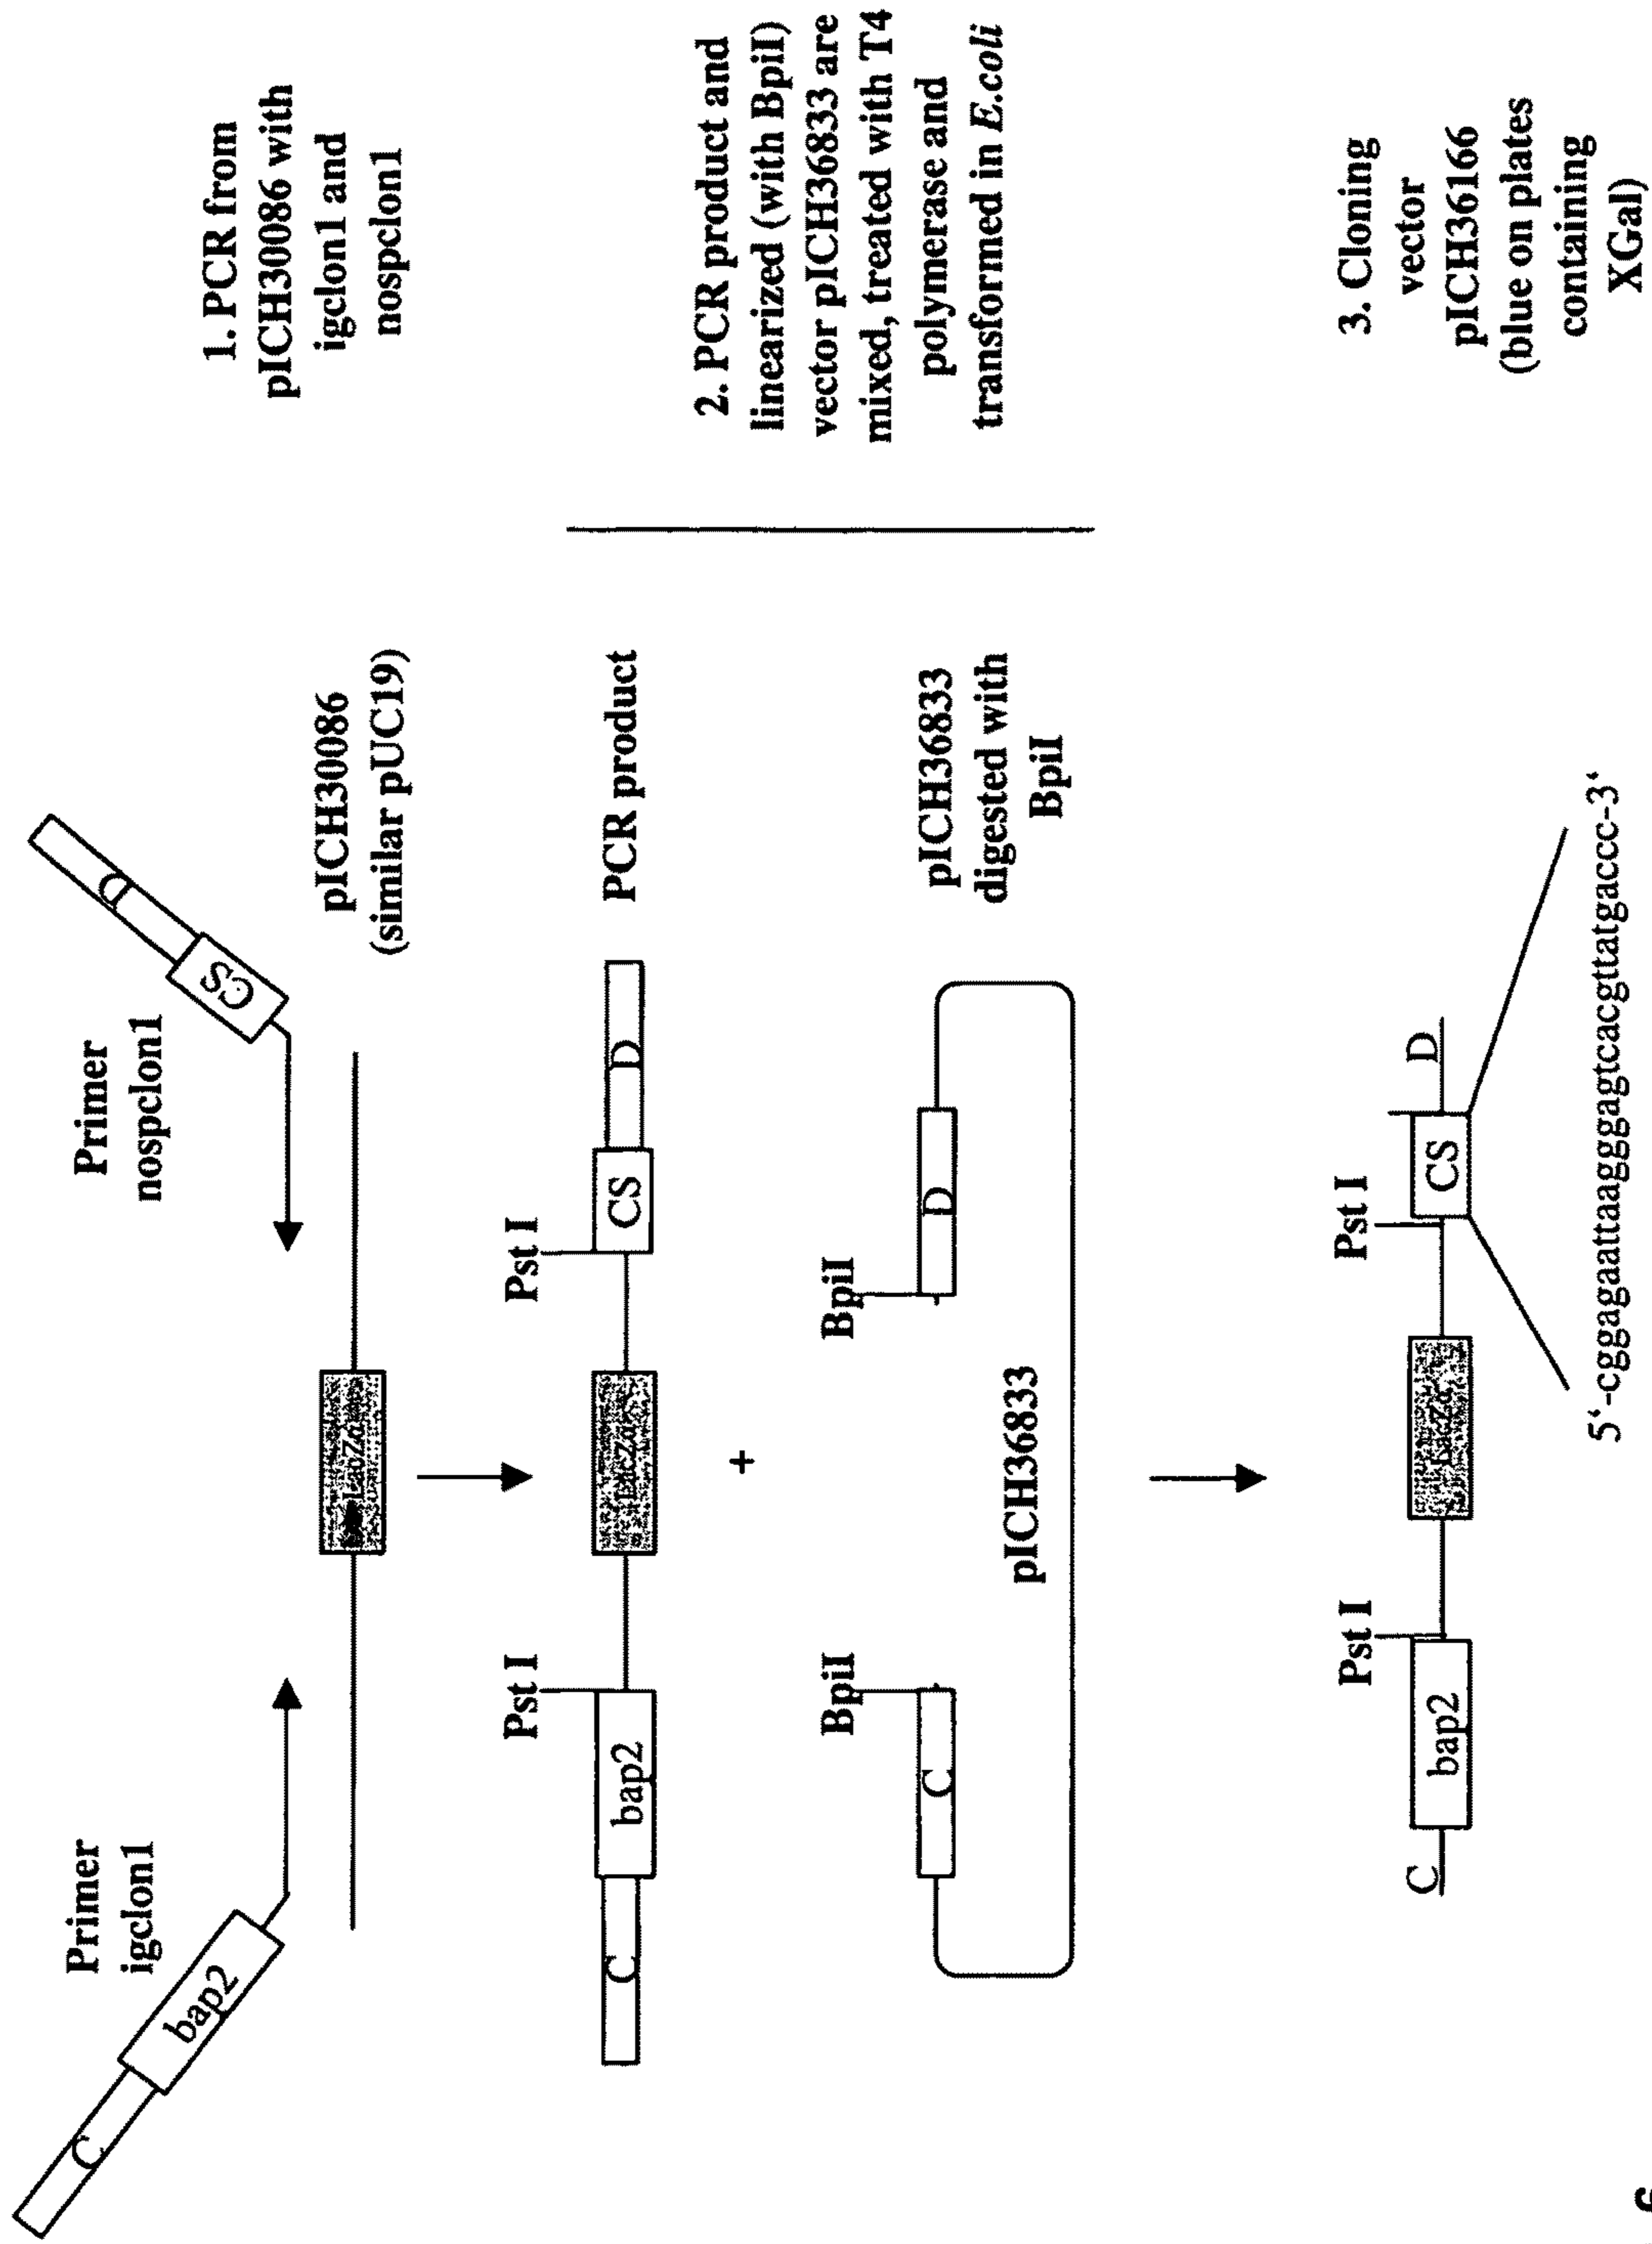 Primer
igclon1
Primer
nospclon1
C
bap2
CS
D
LacZα
pICH30086
(similar pUC19)
1. PCR from
pICH30086 with
igclon1 and
nospclon1
Pst I
Pst I
C
bap2
LacZα
CS
D
PCR product
+
2. PCR product and
linearized (with BpiI)
vector pICH36833 are
mixed, treated with T4
polymerase and
transformed in E.coli
BpiI
BpiI
C
D
pICH36833
pICH36833
digested with
BpiI
Pst I
Pst I
C
bap2
LacZα
CS
D
3. Cloning
vector
pICH36166
(blue on plates
containing
XGal)
5‘-cggagaattaagggagtcacgttatgaccc-3‘